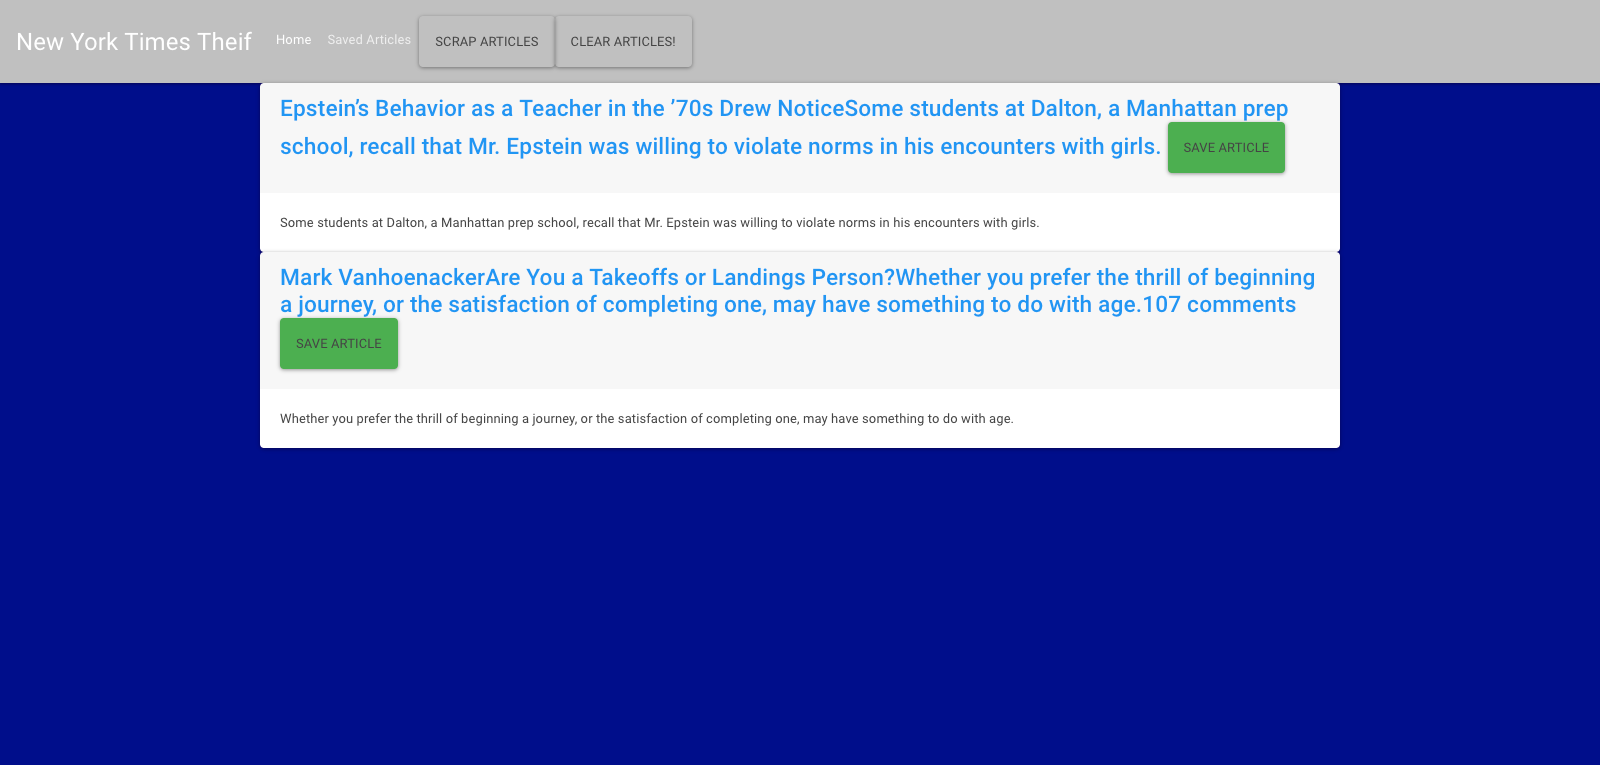 New York Times Theif Home Saved Articles SCRAP ARTICLES CLEAR ARTICLES!
Epstein’s Behavior as a Teacher in the ’70s Drew NoticeSome students at Dalton, a Manhattan prep
school, recall that Mr. Epstein was willing to violate norms in his encounters with girls. SAVE ARTICLE
Some students at Dalton, a Manhattan prep school, recall that Mr. Epstein was willing to violate norms in his encounters with girls.
Mark VanhoenackerAre You a Takeoffs or Landings Person?Whether you prefer the thrill of beginning
a journey, or the satisfaction of completing one, may have something to do with age.107 comments
SAVE ARTICLE
Whether you prefer the thrill of beginning a journey, or the satisfaction of completing one, may have something to do with age.